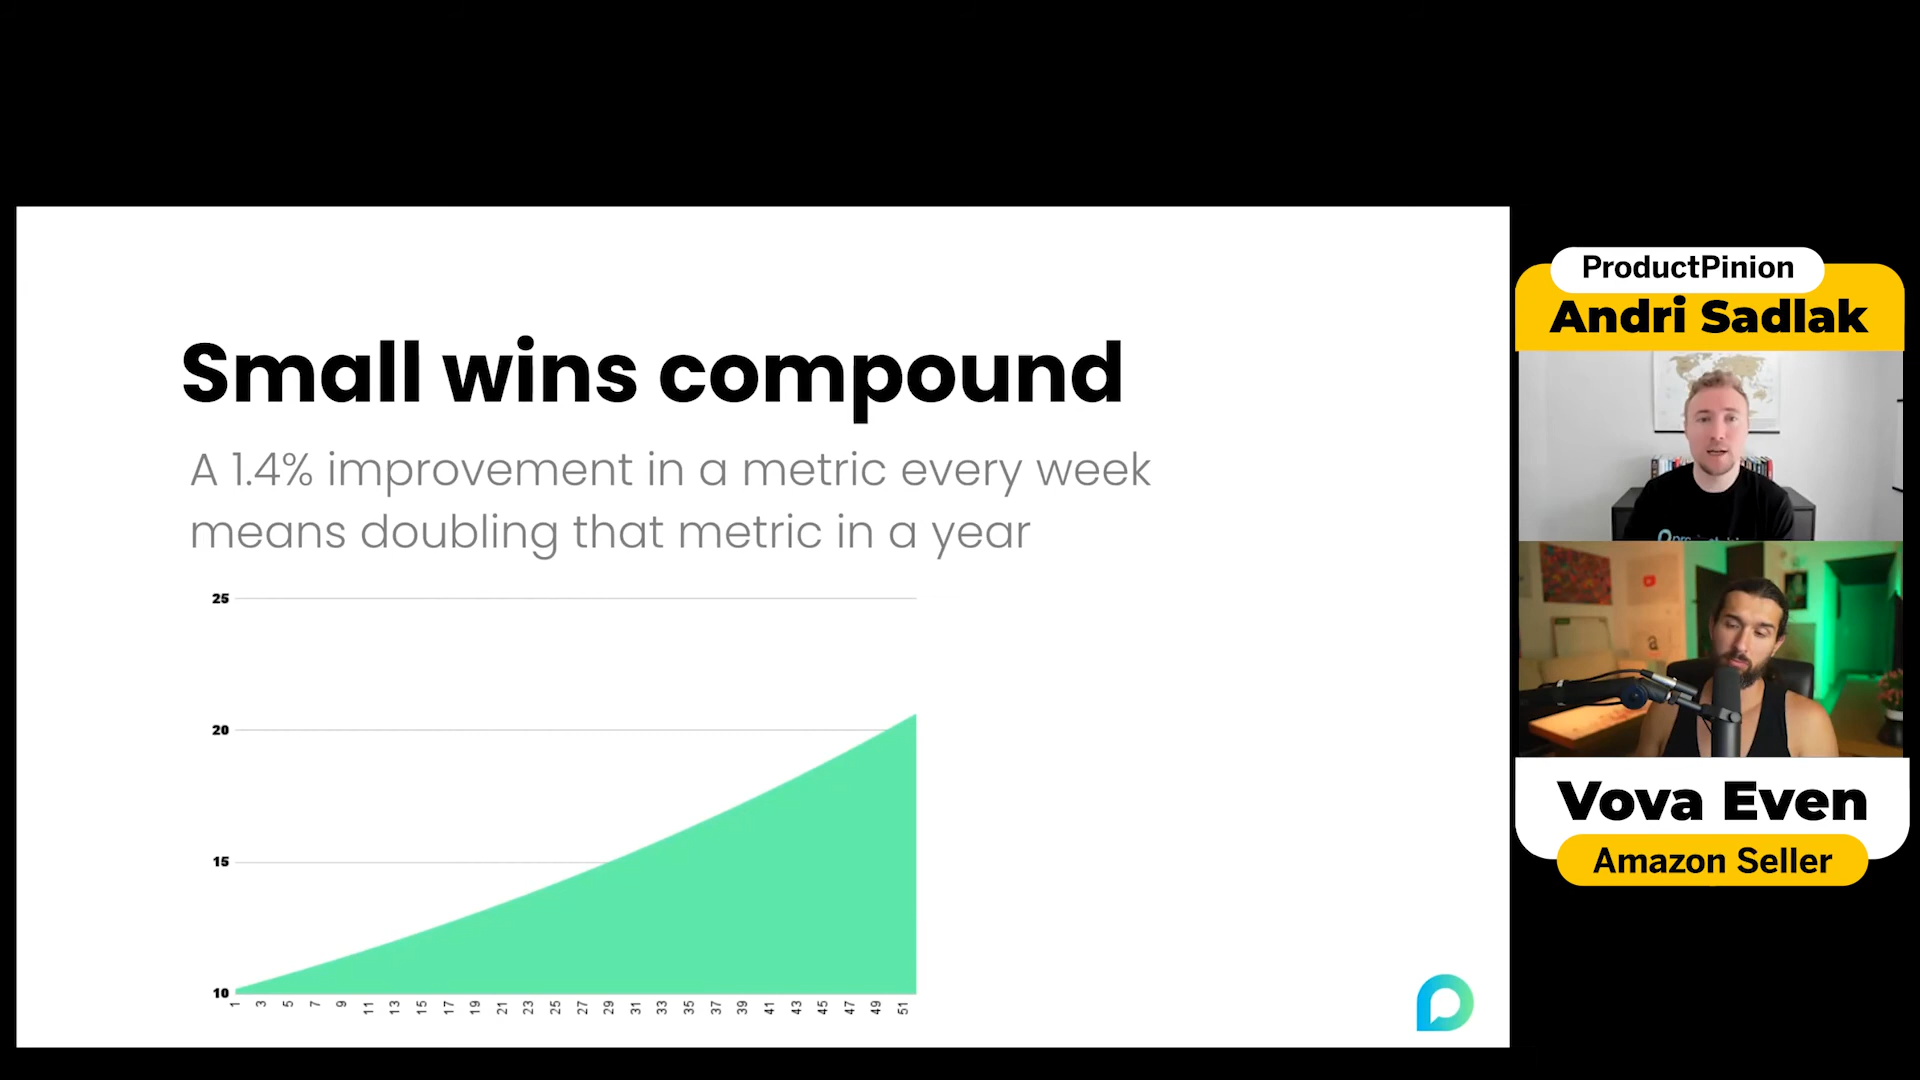 Small wins compound
A 1.4% improvement in a metric every week
means doubling that metric in a year
25
20
15
10
1 3 5 7 9 11 13 15 17 19 21 23 25 27 29 31 33 35 37 39 41 43 45 47 49 51
ProductPinion
Andri Sadlak
Vova Even
Amazon Seller